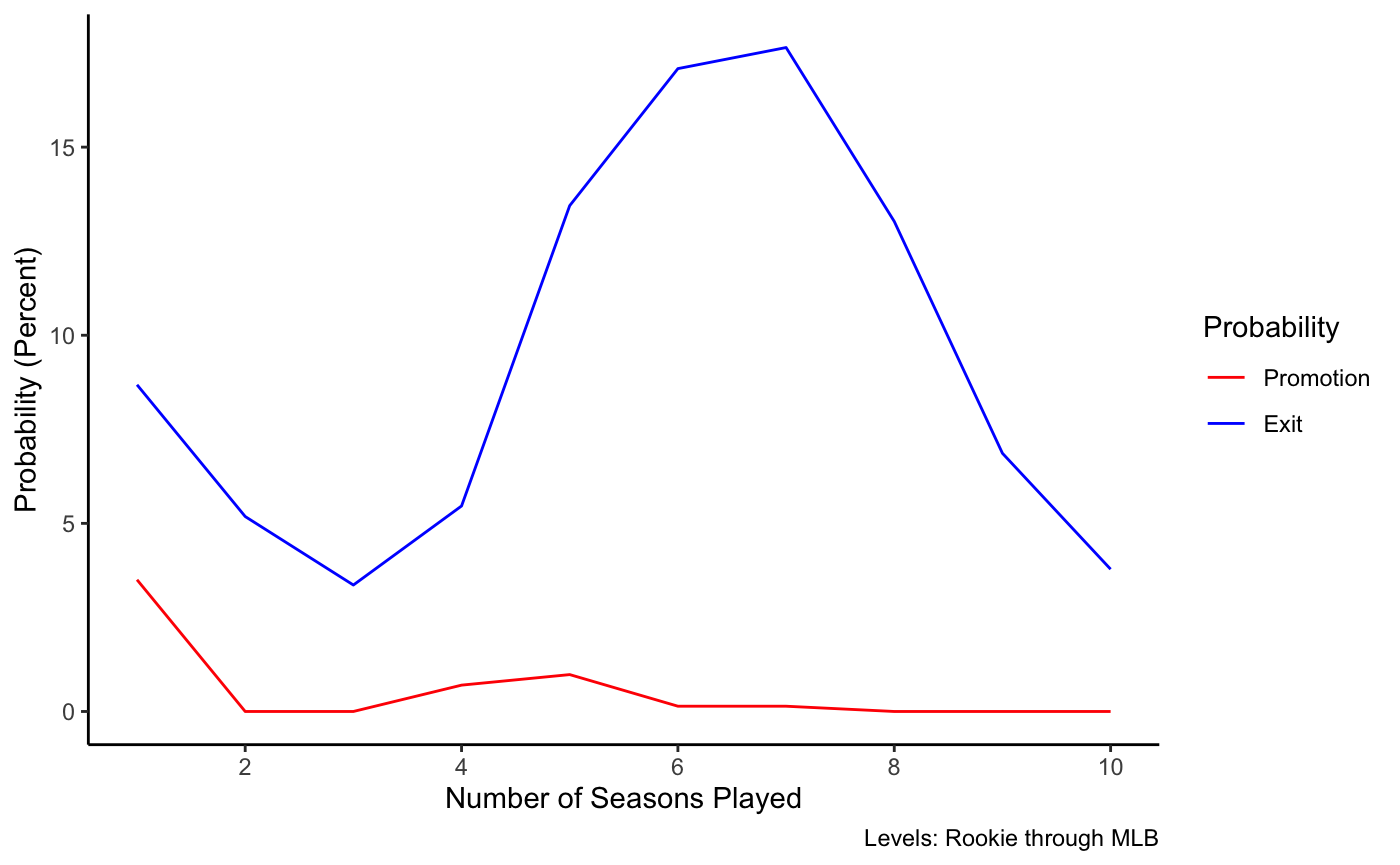 Probability (Percent)
15
10
5
0
2
4
6
8
10
Number of Seasons Played
Levels: Rookie through MLB
Probability
Promotion
Exit